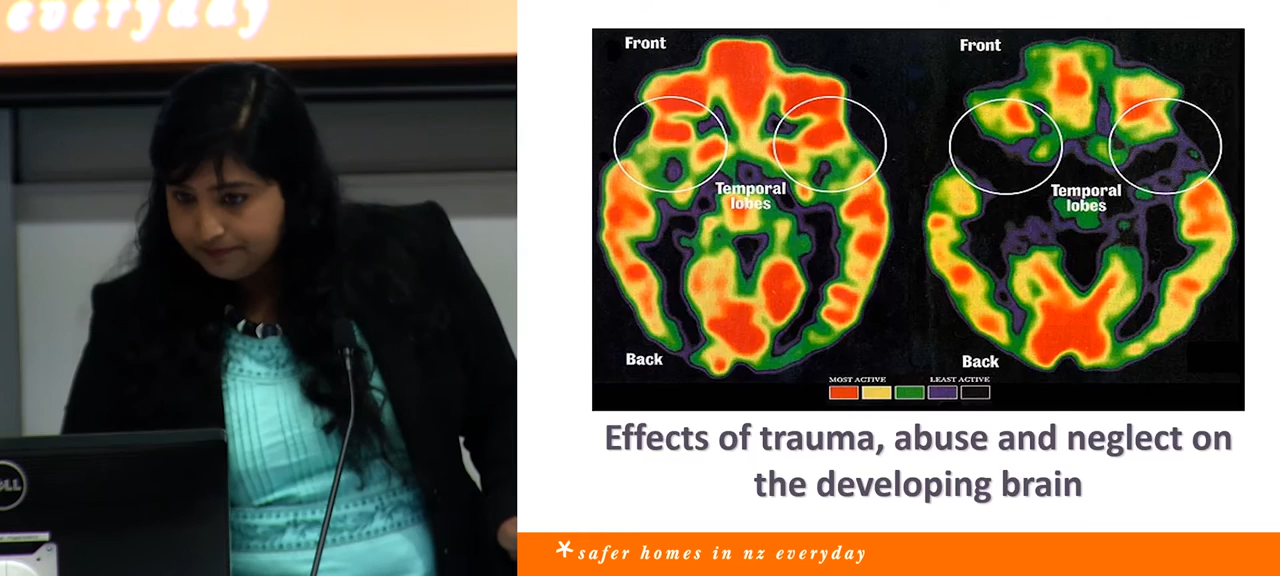 everyday
Front
Front
Temporal
lobes
Temporal
lobes
Back
Back
MOST ACTIVE
LEAST ACTIVE
Effects of trauma, abuse and neglect on
the developing brain
*safer homes in nz everyday